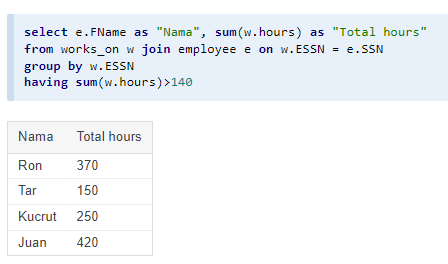 select e.FName as "Nama", sum(w.hours) as "Total hours"
from works_on w join employee e on w.ESSN = e.SSN
group by w.ESSN
having sum(w.hours)>140
Nama Total hours
Ron 370
Tar 150
Kucrut 250
Juan 420